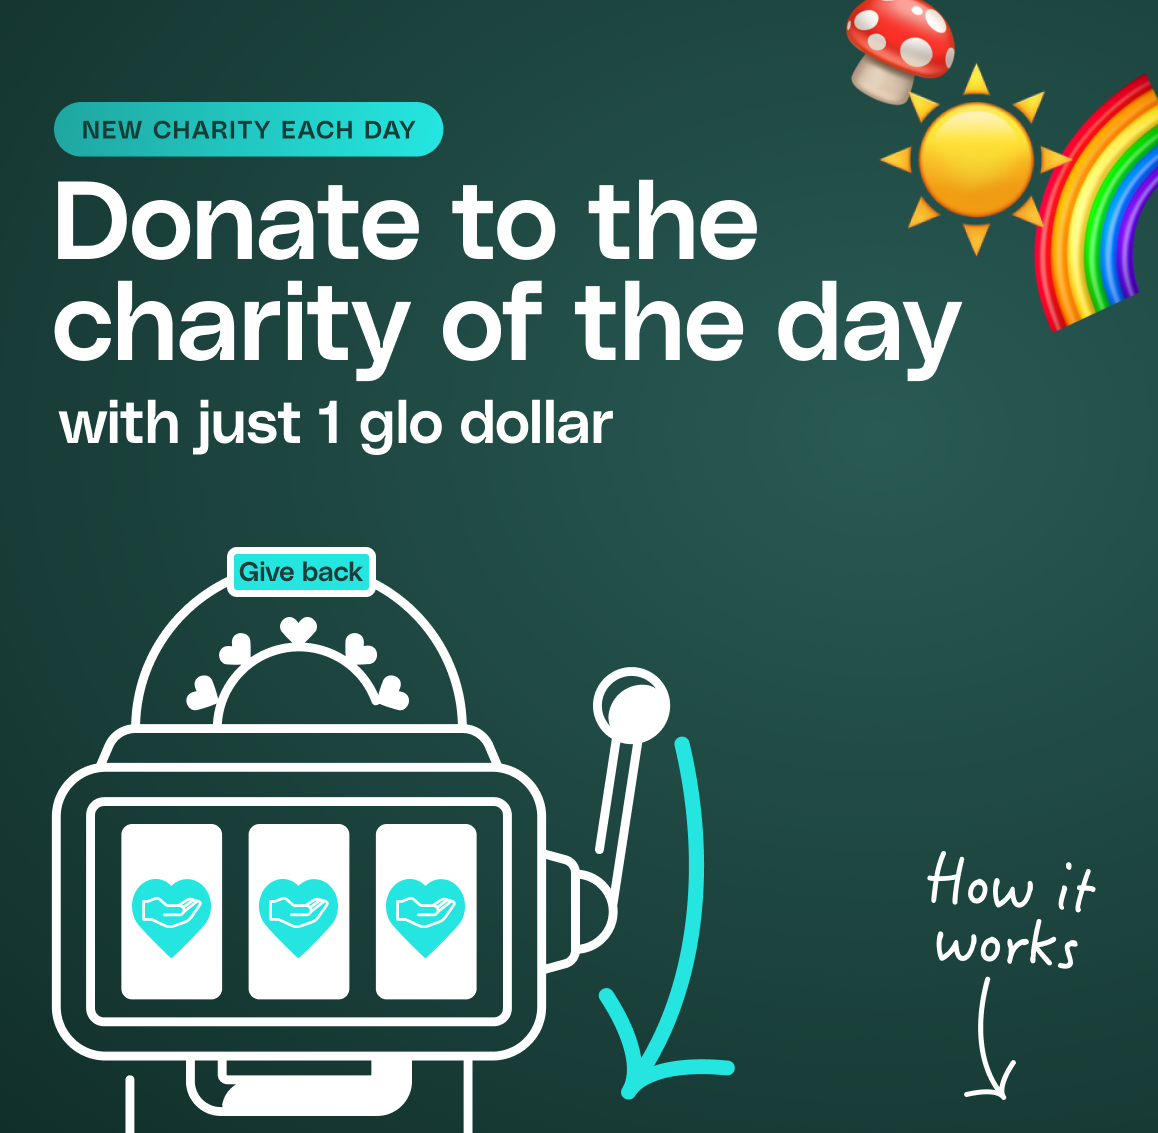 NEW CHARITY EACH DAY
Donate to the
charity of the day
with just 1 glo dollar
Give back
How it
works